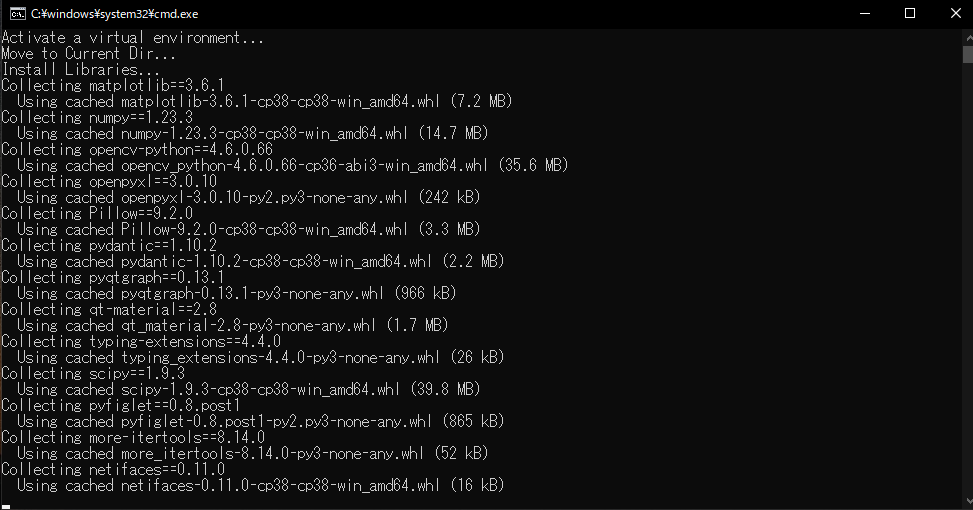 C:¥windows¥system32¥cmd.exe
Activate a virtual environment...
Move to Current Dir...
Install Libraries...
Collecting matplotlib==3.6.1
  Using cached matplotlib-3.6.1-cp38-cp38-win_amd64.whl (7.2 MB)
Collecting numpy==1.23.3
  Using cached numpy-1.23.3-cp38-cp38-win_amd64.whl (14.7 MB)
Collecting opencv-python==4.6.0.66
  Using cached opencv_python-4.6.0.66-cp36-abi3-win_amd64.whl (35.6 MB)
Collecting openpyxl==3.0.10
  Using cached openpyxl-3.0.10-py2.py3-none-any.whl (242 kB)
Collecting Pillow==9.2.0
  Using cached Pillow-9.2.0-cp38-cp38-win_amd64.whl (3.3 MB)
Collecting pydantic==1.10.2
  Using cached pydantic-1.10.2-cp38-cp38-win_amd64.whl (2.2 MB)
Collecting pyqtgraph==0.13.1
  Using cached pyqtgraph-0.13.1-py3-none-any.whl (966 kB)
Collecting qt-material==2.8
  Using cached qt_material-2.8-py3-none-any.whl (1.7 MB)
Collecting typing-extensions==4.4.0
  Using cached typing_extensions-4.4.0-py3-none-any.whl (26 kB)
Collecting scipy==1.9.3
  Using cached scipy-1.9.3-cp38-cp38-win_amd64.whl (39.8 MB)
Collecting pyfiglet==0.8.post1
  Using cached pyfiglet-0.8.post1-py2.py3-none-any.whl (865 kB)
Collecting more-itertools==8.14.0
  Using cached more_itertools-8.14.0-py3-none-any.whl (52 kB)
Collecting netifaces==0.11.0
  Using cached netifaces-0.11.0-cp38-cp38-win_amd64.whl (16 kB)